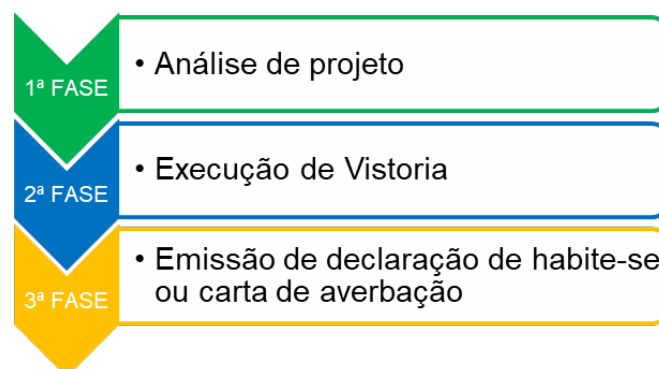 1ª FASE
• Análise de projeto
2ª FASE
• Execução de Vistoria
3ª FASE
• Emissão de declaração de habite-se
ou carta de averbação